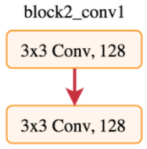 block2_conv1
3x3 Conv, 128
3x3 Conv, 128